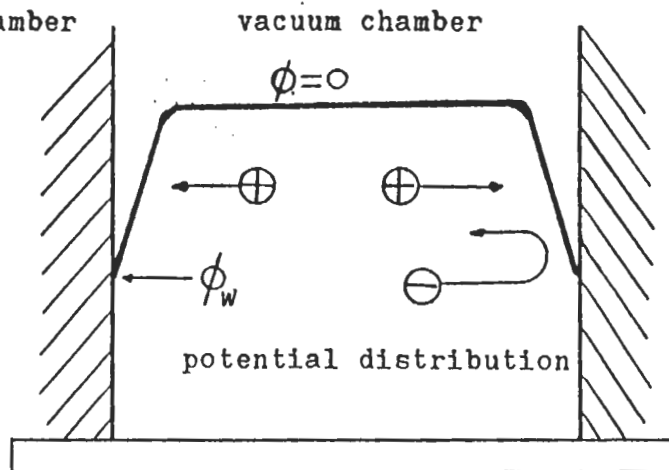 vacuum chamber
ϕ=0
+ +
−
ϕw
potential distribution